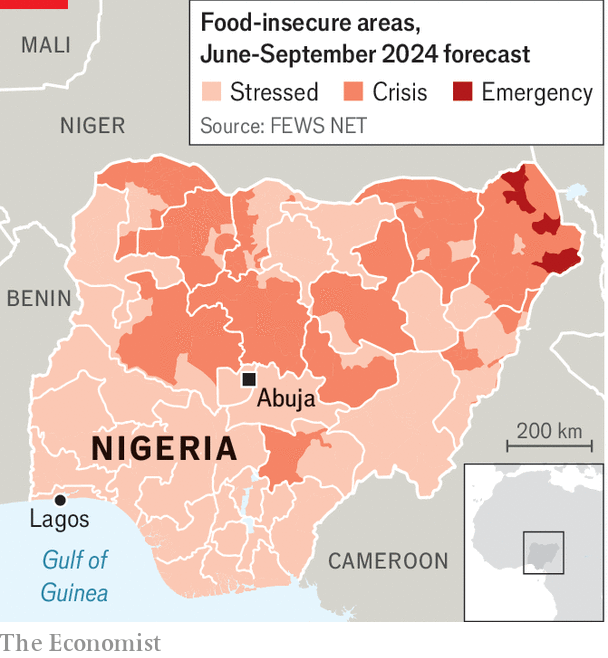 Food-insecure areas,
June-September 2024 forecast
Stressed
Crisis
Emergency
Source: FEWS NET
MALI
NIGER
BENIN
Abuja
NIGERIA
200 km
Lagos
Gulf of
Guinea
CAMEROON
The Economist